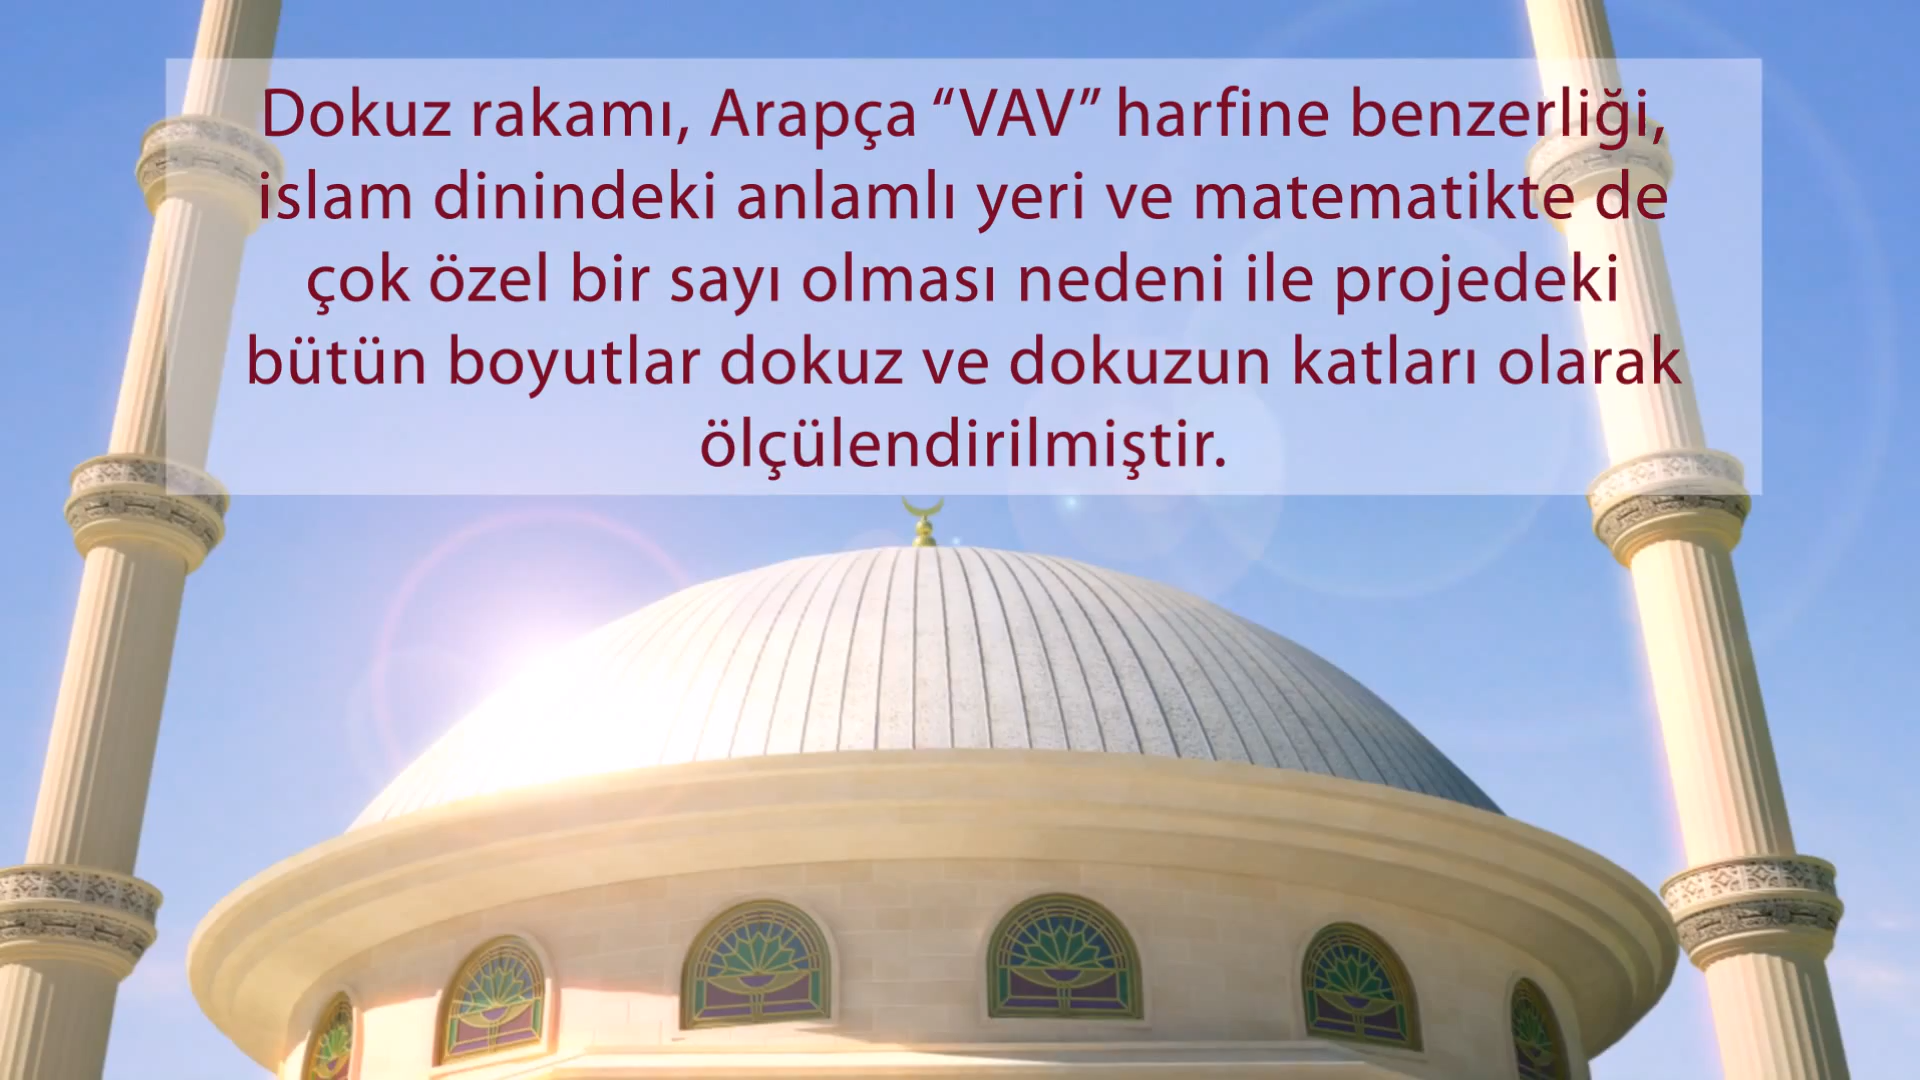 Dokuz rakamı, Arapça “VAV” harfine benzerliği,
islam dinindeki anlamlı yeri ve matematikte de
çok özel bir sayı olması nedeni ile projedeki
bütün boyutlar dokuz ve dokuzun katları olarak
ölçülendirilmiştir.